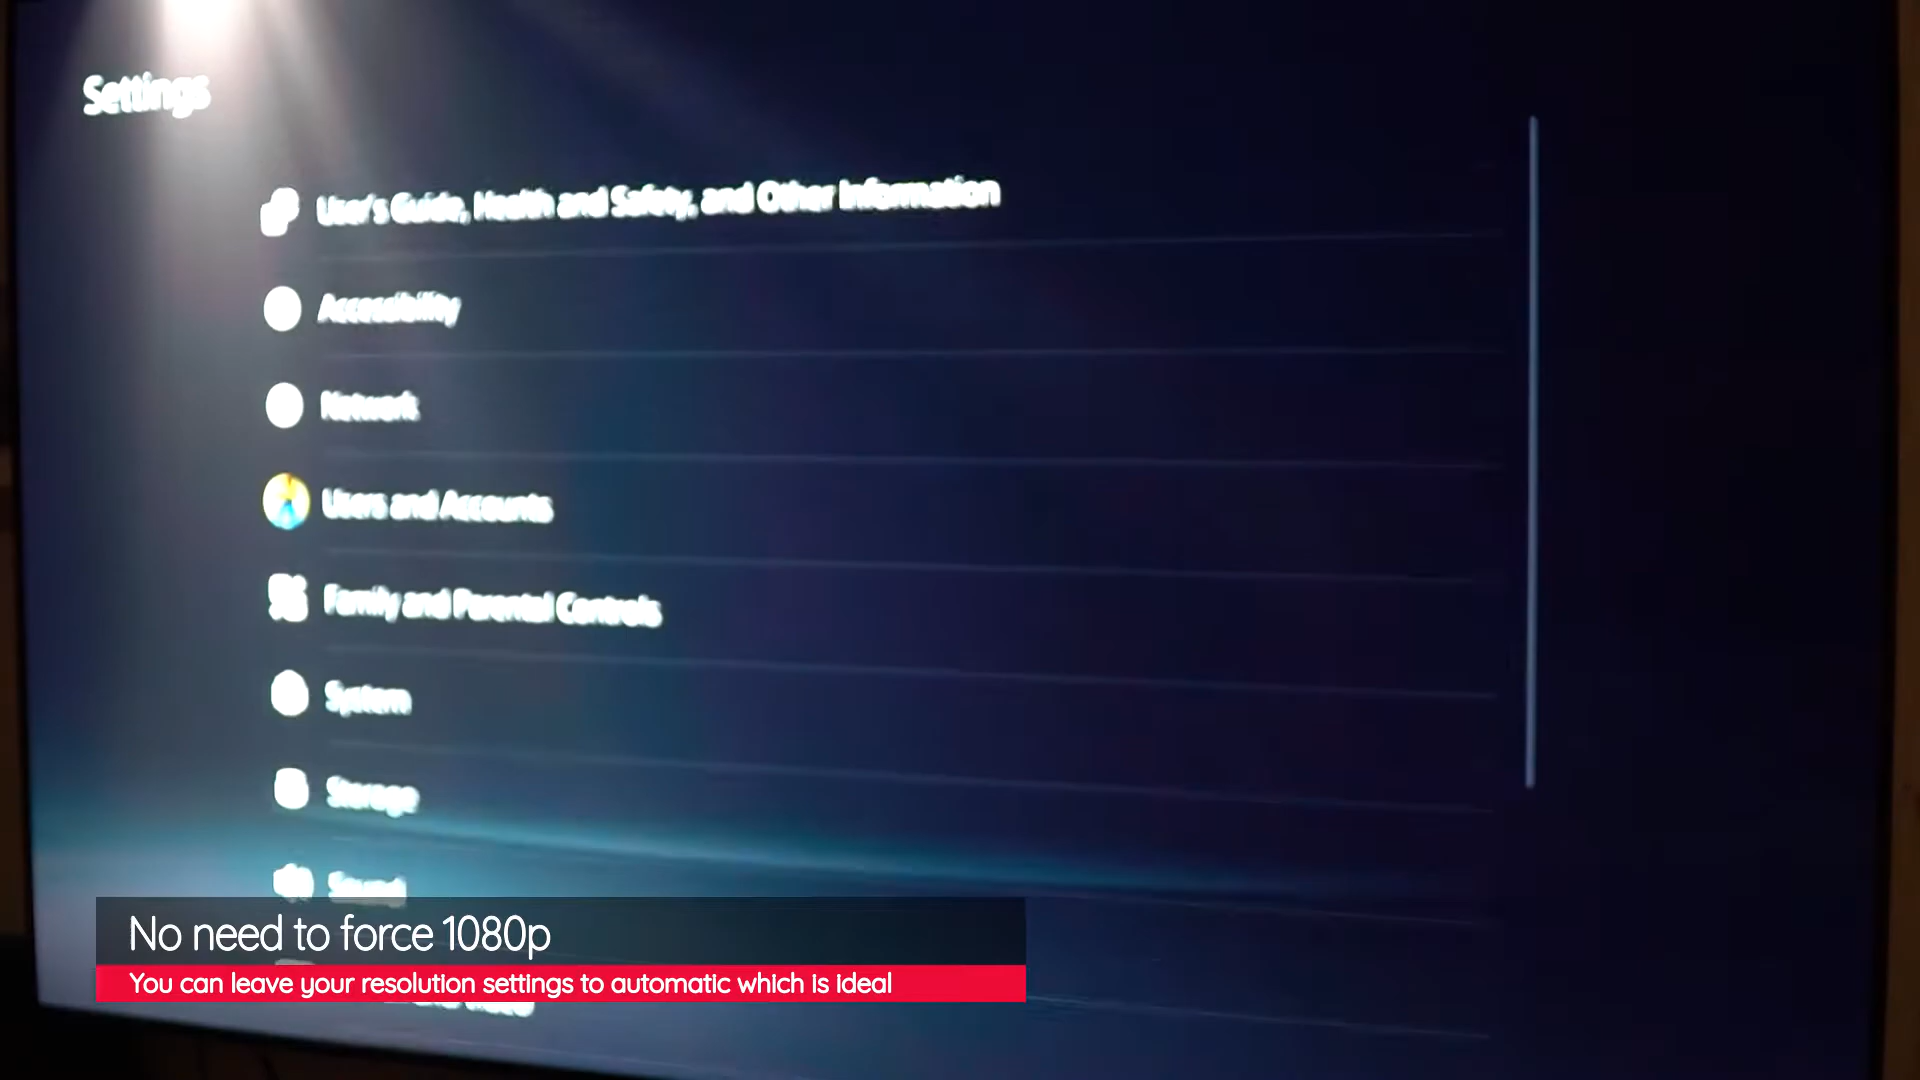 Settings
User's Guide, Health and Safety, and Other Information
Accessibility
Network
Users and Accounts
Family and Parental Controls
System
Storage
Sound
No need to force 1080p
You can leave your resolution settings to automatic which is ideal